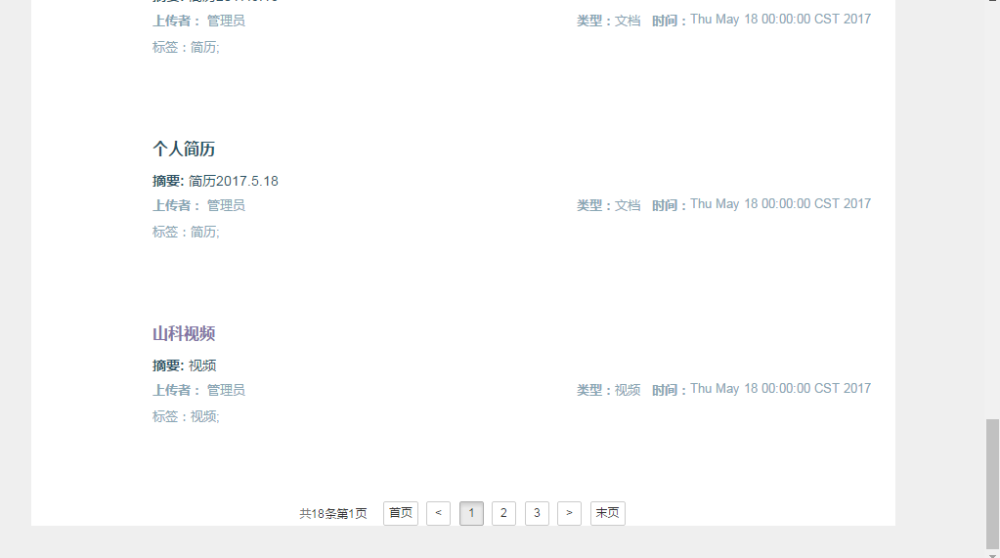 上传者： 管理员 类型：文档 时间：Thu May 18 00:00:00 CST 2017
标签：简历;
个人简历
摘要: 简历2017.5.18
上传者： 管理员 类型：文档 时间：Thu May 18 00:00:00 CST 2017
标签：简历;
山科视频
摘要: 视频
上传者： 管理员 类型：视频 时间：Thu May 18 00:00:00 CST 2017
标签：视频;
共18条第1页 首页 < 1 2 3 > 末页